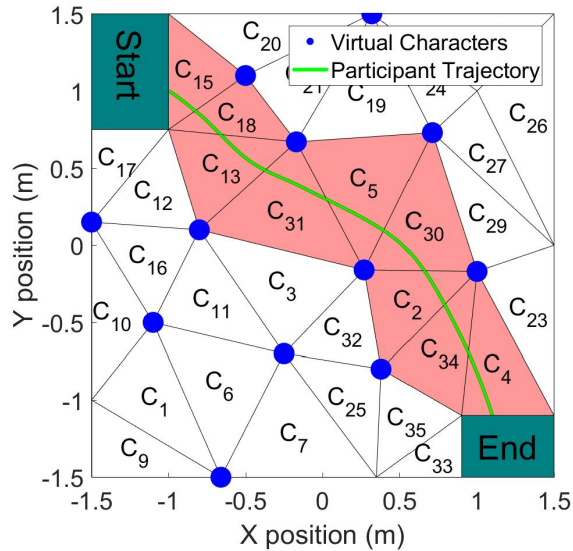 Start
End
Virtual Characters
Participant Trajectory
C20
C15
C21
C24
C19
C26
C18
C17
C27
C13
C5
C12
C31
C30
C29
C16
C3
C11
C2
C10
C23
C32
C34
C4
C6
C1
C25
C35
C7
C9
C33
1.5
1
0.5
0
-0.5
-1
-1.5
Y position (m)
-1.5
-1
-0.5
0
0.5
1
1.5
X position (m)